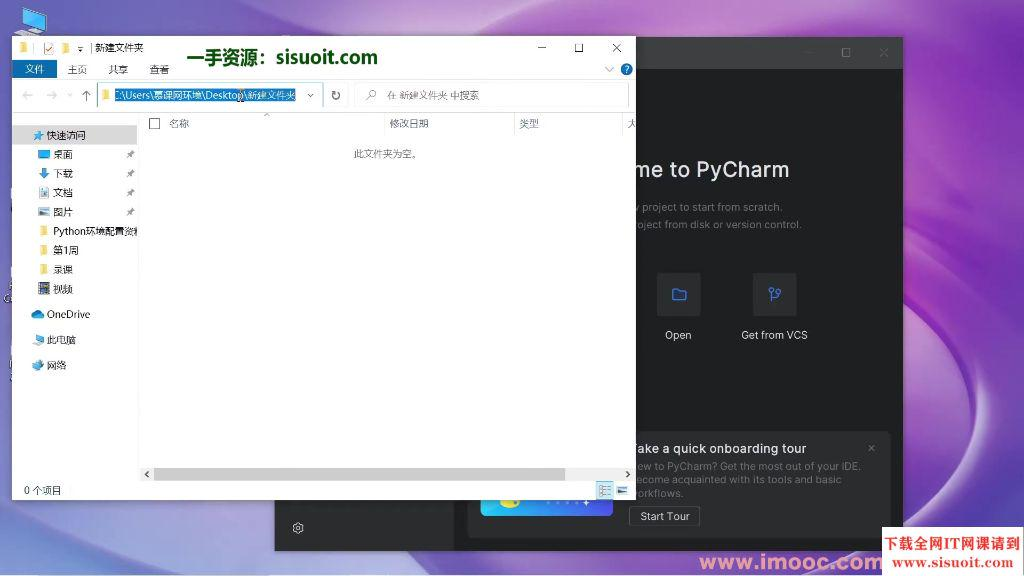 新建文件夹
一手资源：sisuoit.com
文件 主页 共享 查看
C:\Users\慕课网环境\Desktop\新建文件夹
在 新建文件夹 中搜索
名称 修改日期 类型 大
此文件夹为空。
快速访问
桌面
下载
文档
图片
Python环境配置资料
第1周
录课
视频
OneDrive
此电脑
网络
0 个项目
me to PyCharm
y project to start from scratch.
oject from disk or version control.
Open Get from VCS
Take a quick onboarding tour
ew to PyCharm? Get the most out of your IDE.
ecome acquainted with its tools and basic
orkflows.
Start Tour
www.imooc.com
下载全网IT网课请到
www.sisuoit.com